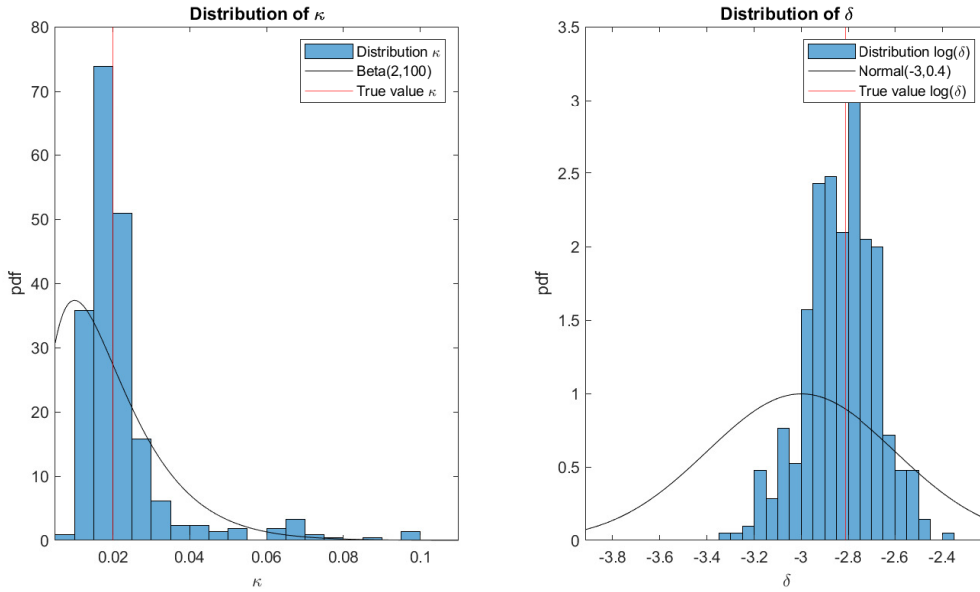 Distribution of κ
80
70
60
50
40
30
20
10
0
pdf
0.02
0.04
0.06
0.08
0.1
κ
Distribution κ
Beta(2,100)
True value κ
Distribution of δ
3.5
3
2.5
2
1.5
1
0.5
0
pdf
-3.8
-3.6
-3.4
-3.2
-3
-2.8
-2.6
-2.4
δ
Distribution log(δ)
Normal(-3,0.4)
True value log(δ)